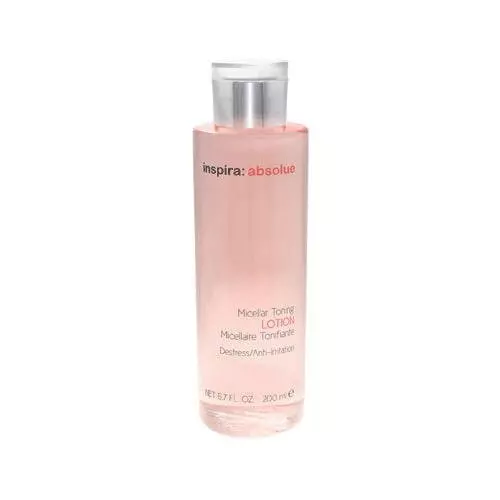 inspira: absolue
Micellar Toning
LOTION
Micellaire Tonifiante
Destress/Anti-Irritation
NET 6.7 FL. OZ. 200 ml ℮